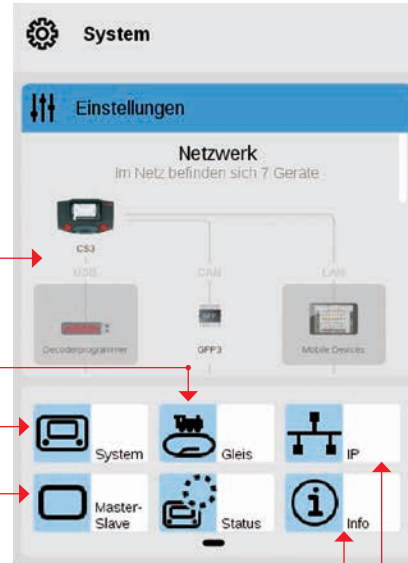 System
Einstellungen
Netzwerk
Im Netz befinden sich 7 Geräte
CS3
USB
CAN
LAN
GFP
Decoderprogrammer
GFP3
Mobile Devices
System
Gleis
IP
Master-
Slave
Status
Info